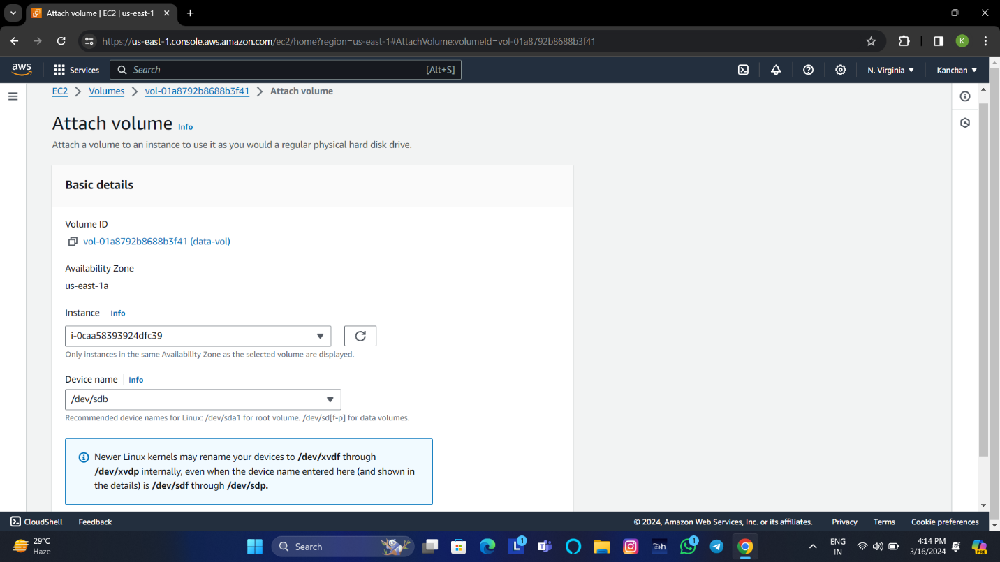 Attach volume | EC2 | us-east-1
https://us-east-1.console.aws.amazon.com/ec2/home?region=us-east-1#AttachVolume:volumeId=vol-01a8792b8688b3f41
K
aws
Services
Search
[Alt+S]
N. Virginia
Kanchan
EC2 > Volumes > vol-01a8792b8688b3f41 > Attach volume
Attach volume Info
Attach a volume to an instance to use it as you would a regular physical hard disk drive.
Basic details
Volume ID
vol-01a8792b8688b3f41 (data-vol)
Availability Zone
us-east-1a
Instance Info
i-0caa58393924dfc39
Only instances in the same Availability Zone as the selected volume are displayed.
Device name Info
/dev/sdb
Recommended device names for Linux: /dev/sda1 for root volume. /dev/sd[f-p] for data volumes.
Newer Linux kernels may rename your devices to /dev/xvdf through
/dev/xvdp internally, even when the device name entered here (and shown in
the details) is /dev/sdf through /dev/sdp.
CloudShell
Feedback
© 2024, Amazon Web Services, Inc. or its affiliates.
Privacy
Terms
Cookie preferences
29°C
Haze
Search
L
1
Dh
1
ENG
IN
4:14 PM
3/16/2024
PRE